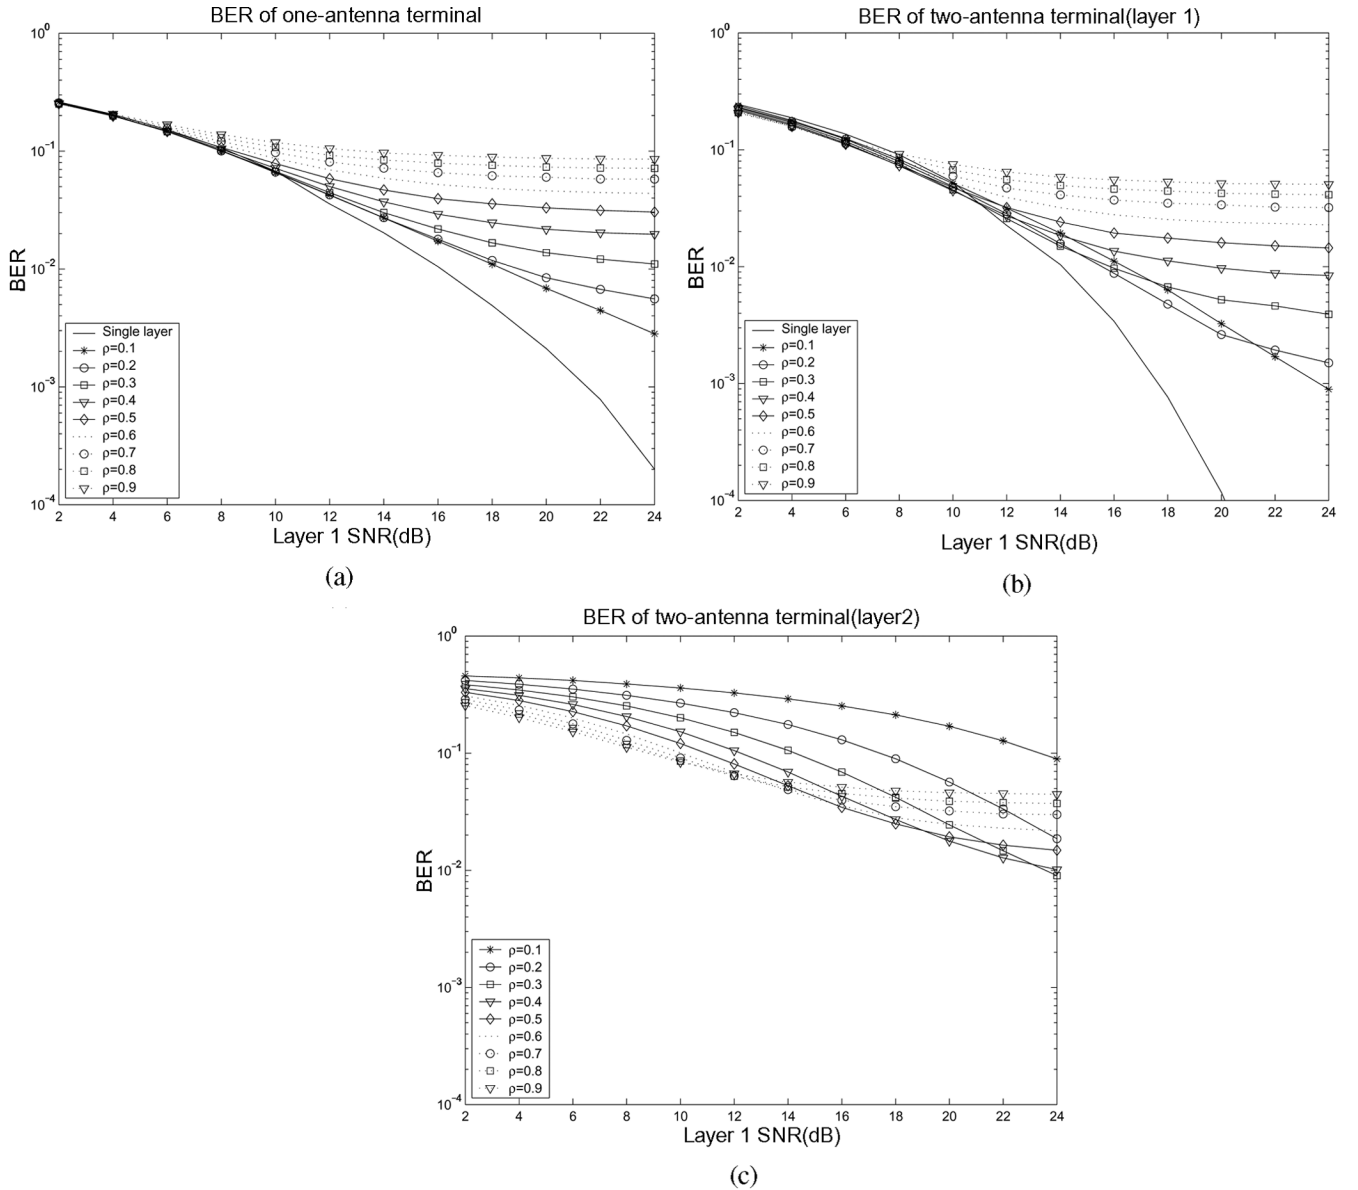 BER of one-antenna terminal
10^0
10^-1
10^-2
10^-3
10^-4
BER
Single layer
ρ=0.1
ρ=0.2
ρ=0.3
ρ=0.4
ρ=0.5
ρ=0.6
ρ=0.7
ρ=0.8
ρ=0.9
2 4 6 8 10 12 14 16 18 20 22 24
Layer 1 SNR(dB)
(a)
BER of two-antenna terminal(layer 1)
10^0
10^-1
10^-2
10^-3
10^-4
BER
Single layer
ρ=0.1
ρ=0.2
ρ=0.3
ρ=0.4
ρ=0.5
ρ=0.6
ρ=0.7
ρ=0.8
ρ=0.9
2 4 6 8 10 12 14 16 18 20 22 24
Layer 1 SNR(dB)
(b)
BER of two-antenna terminal(layer2)
10^0
10^-1
10^-2
10^-3
10^-4
BER
ρ=0.1
ρ=0.2
ρ=0.3
ρ=0.4
ρ=0.5
ρ=0.6
ρ=0.7
ρ=0.8
ρ=0.9
2 4 6 8 10 12 14 16 18 20 22 24
Layer 1 SNR(dB)
(c)